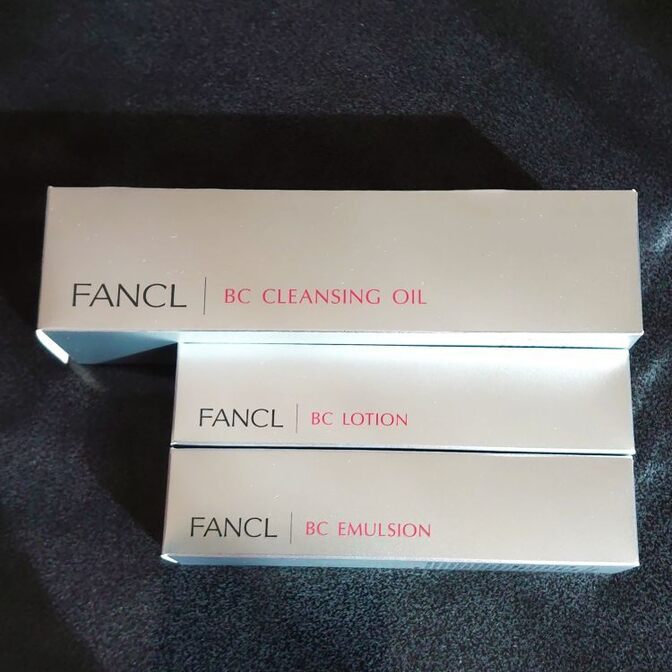 FANCL BC CLEANSING OIL
FANCL BC LOTION
FANCL BC EMULSION